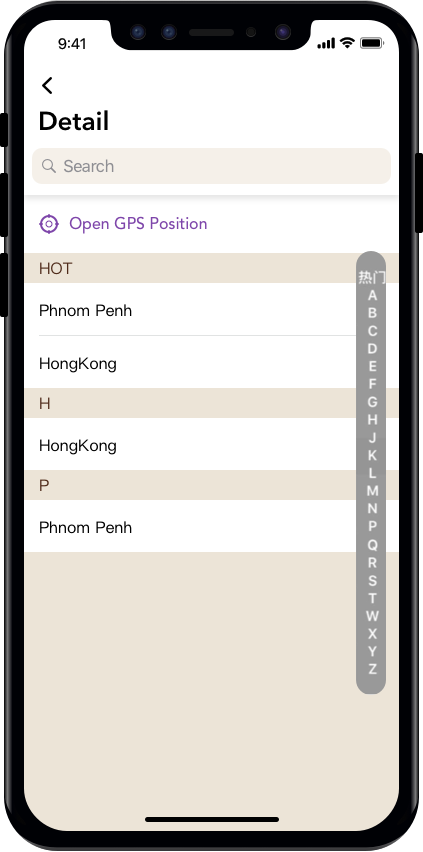 9:41
Detail
Search
Open GPS Position
HOT
Phnom Penh
HongKong
H
HongKong
P
Phnom Penh
热门
A
B
C
D
E
F
G
H
J
K
L
M
N
P
Q
R
S
T
W
X
Y
Z